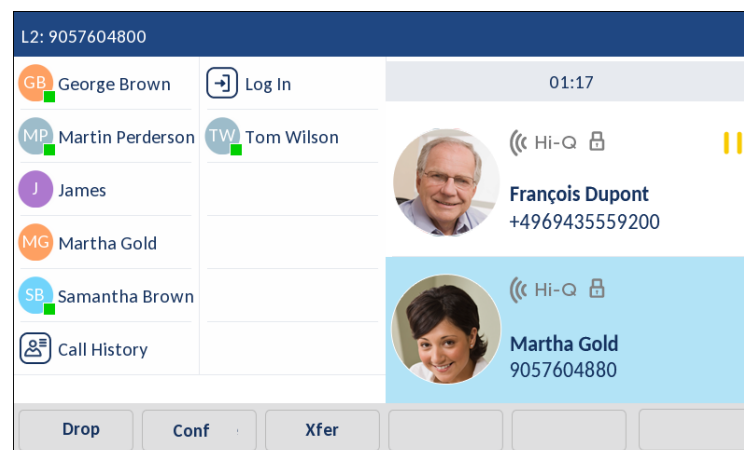 L2: 9057604800
GB George Brown
Log In
MP Martin Perderson
TW Tom Wilson
J James
MG Martha Gold
SB Samantha Brown
Call History
01:17
Hi-Q
François Dupont
+4969435559200
Hi-Q
Martha Gold
9057604880
Drop
Conf
Xfer